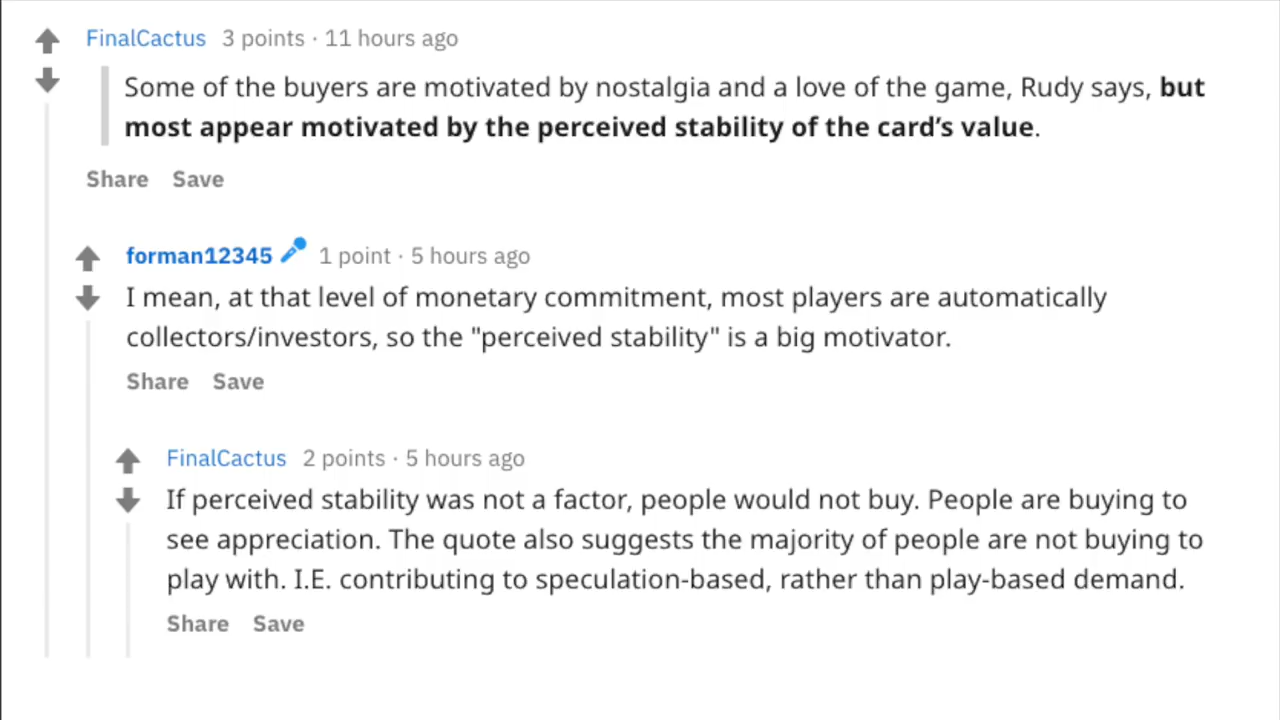 FinalCactus 3 points · 11 hours ago
Some of the buyers are motivated by nostalgia and a love of the game, Rudy says, but
most appear motivated by the perceived stability of the card’s value.
Share Save
forman12345 1 point · 5 hours ago
I mean, at that level of monetary commitment, most players are automatically
collectors/investors, so the "perceived stability" is a big motivator.
Share Save
FinalCactus 2 points · 5 hours ago
If perceived stability was not a factor, people would not buy. People are buying to
see appreciation. The quote also suggests the majority of people are not buying to
play with. I.E. contributing to speculation-based, rather than play-based demand.
Share Save